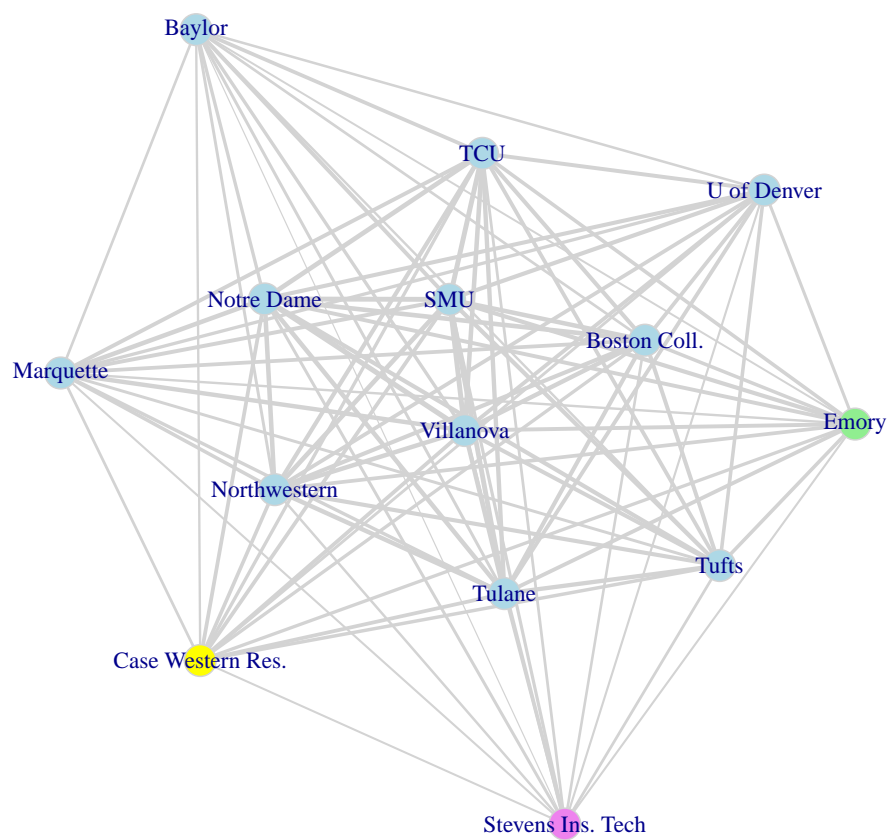 Baylor
TCU
U of Denver
Notre Dame
SMU
Boston Coll.
Marquette
Villanova
Emory
Northwestern
Tufts
Tulane
Case Western Res.
Stevens Ins. Tech